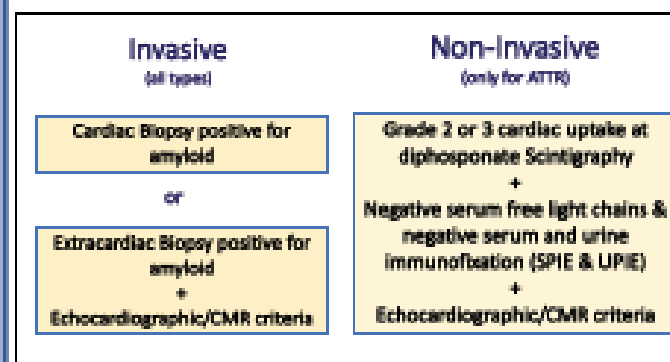 Invasive
(all types)
Cardiac Biopsy positive for
amyloid
or
Extracardiac Biopsy positive for
amyloid
+
Echocardiographic/CMR criteria
Non-Invasive
(only for ATTR)
Grade 2 or 3 cardiac uptake at
diphosponate Scintigraphy
+
Negative serum free light chains &
negative serum and urine
immunofixation (SPIE & UPIE)
+
Echocardiographic/CMR criteria